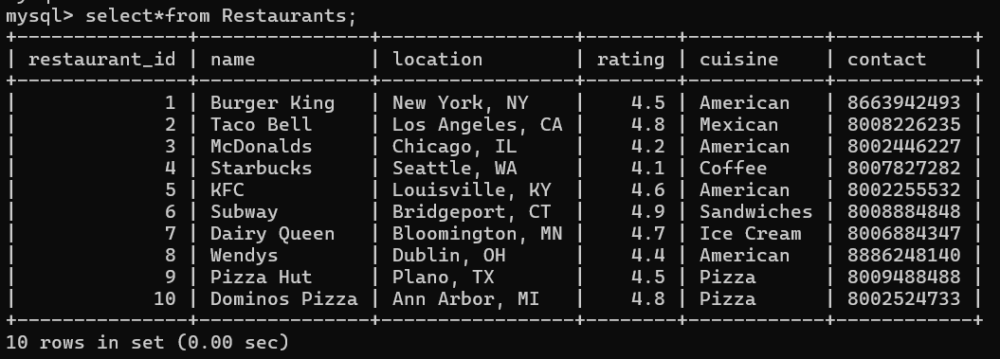 mysql> select*from Restaurants;
+---------------+---------------+----------------+--------+------------+------------+
| restaurant_id | name          | location       | rating | cuisine    | contact    |
+---------------+---------------+----------------+--------+------------+------------+
|             1 | Burger King   | New York, NY   |    4.5 | American   | 8663942493 |
|             2 | Taco Bell     | Los Angeles, CA |    4.8 | Mexican    | 8008226235 |
|             3 | McDonalds     | Chicago, IL    |    4.2 | American   | 8002446227 |
|             4 | Starbucks     | Seattle, WA    |    4.1 | Coffee     | 8007827282 |
|             5 | KFC           | Louisville, KY |    4.6 | American   | 8002255532 |
|             6 | Subway        | Bridgeport, CT |    4.9 | Sandwiches | 8008884848 |
|             7 | Dairy Queen   | Bloomington, MN |    4.7 | Ice Cream  | 8006884347 |
|             8 | Wendys        | Dublin, OH     |    4.4 | American   | 8886248140 |
|             9 | Pizza Hut     | Plano, TX      |    4.5 | Pizza      | 8009488488 |
|            10 | Dominos Pizza | Ann Arbor, MI  |    4.8 | Pizza      | 8002524733 |
+---------------+---------------+----------------+--------+------------+------------+
10 rows in set (0.00 sec)